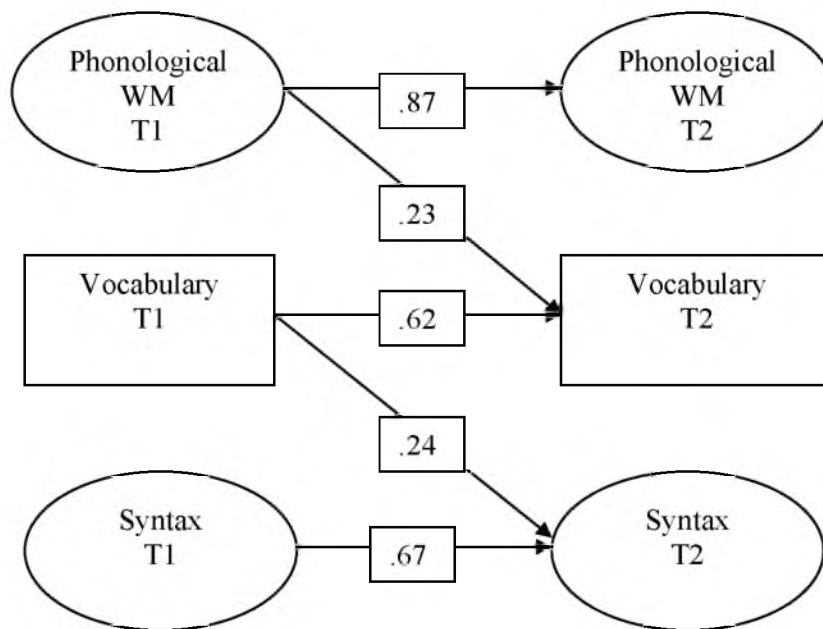 Phonological
WM
T1
.87
Phonological
WM
T2
.23
Vocabulary
T1
.62
Vocabulary
T2
.24
Syntax
T1
.67
Syntax
T2